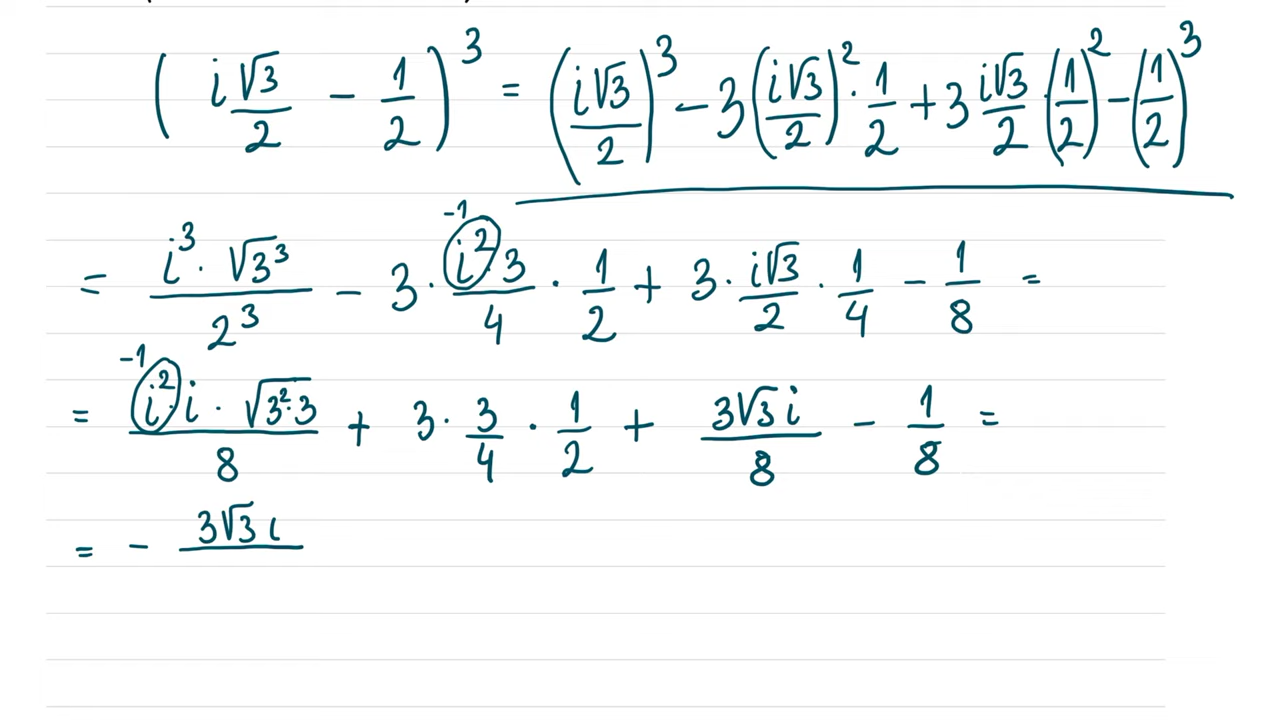 (i√3/2 - 1/2)³ = (i√3/2)³ - 3(i√3/2)² · 1/2 + 3 i√3/2 · (1/2)² - (1/2)³
= i³ · √3³/2³ - 3 · i² · 3/4 · 1/2 + 3 · i√3/2 · 1/4 - 1/8 =
= i² · i · √3² · 3/8 + 3 · 3/4 · 1/2 + 3√3 i/8 - 1/8 =
= - 3√3 i